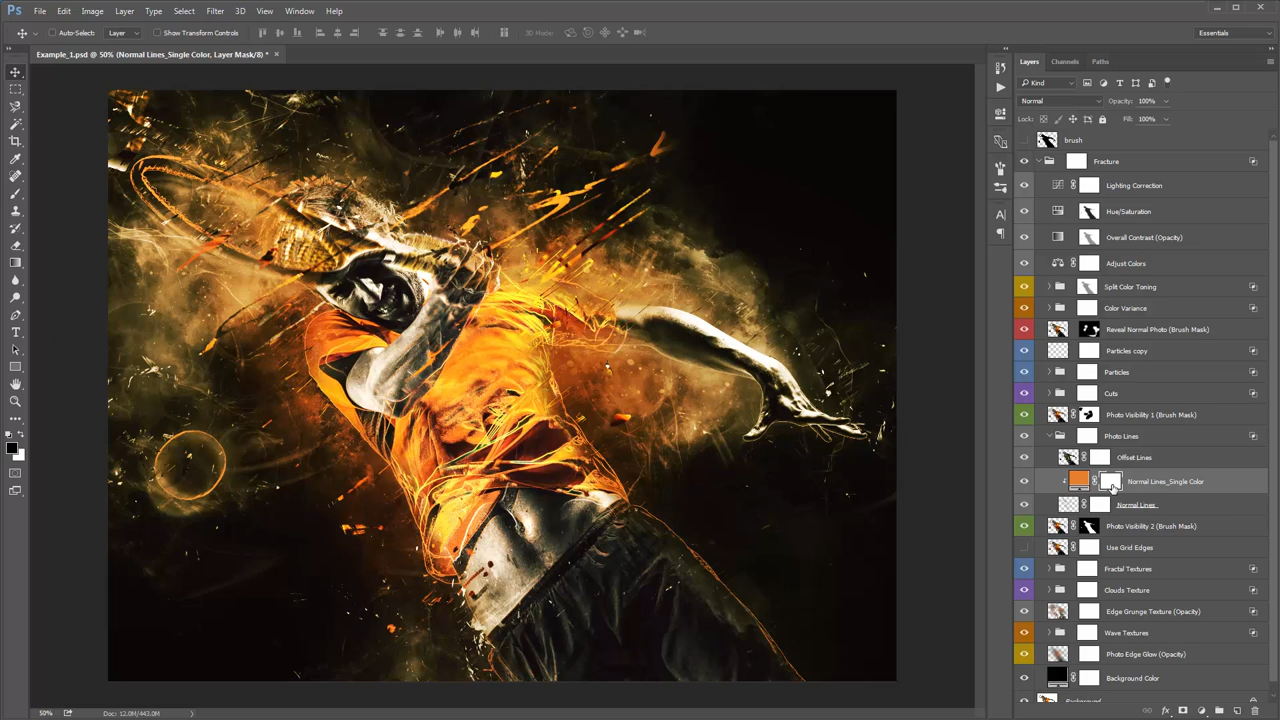 Ps File Edit Image Layer Type Select Filter 3D View Window Help
Auto-Select: Layer Show Transform Controls 3D Mode: Essentials
Example_1.psd @ 50% (Normal Lines_Single Color, Layer Mask/8) *
Layers Channels Paths
Kind
Normal Opacity: 100%
Lock: Fill: 100%
brush
Fracture
Lighting Correction
Hue/Saturation
Overall Contrast (Opacity)
Adjust Colors
Split Color Toning
Color Variance
Reveal Normal Photo (Brush Mask)
Particles copy
Particles
Cuts
Photo Visibility 1 (Brush Mask)
Photo Lines
Offset Lines
Normal Lines_Single Color
Normal Lines
Photo Visibility 2 (Brush Mask)
Use Grid Edges
Fractal Textures
Clouds Texture
Edge Grunge Texture (Opacity)
Wave Textures
Photo Edge Glow (Opacity)
Background Color
Background
50% Doc: 12.0M/443.0M